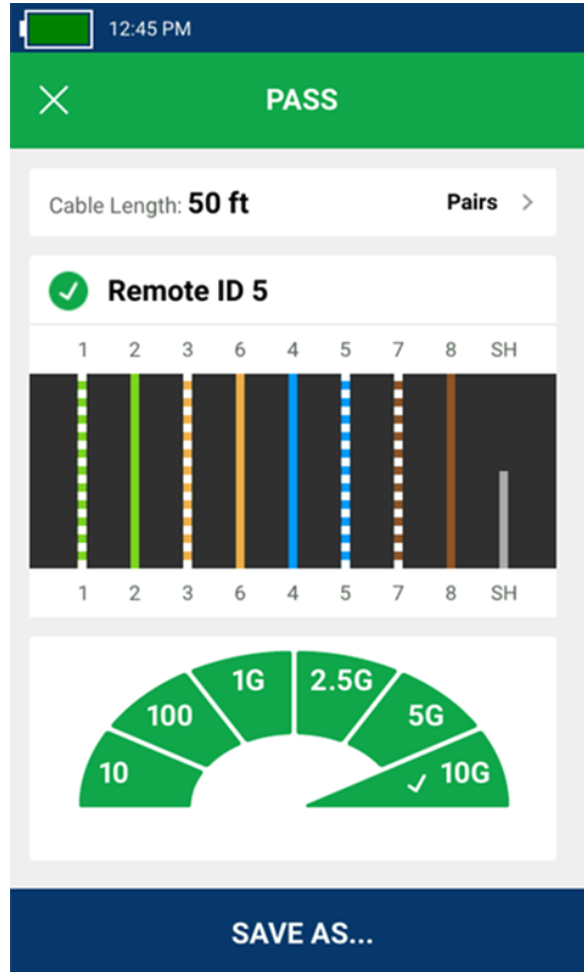 12:45 PM
PASS
Cable Length: 50 ft Pairs >
Remote ID 5
1 2 3 6 4 5 7 8 SH
1 2 3 6 4 5 7 8 SH
10 100 1G 2.5G 5G 10G
SAVE AS...